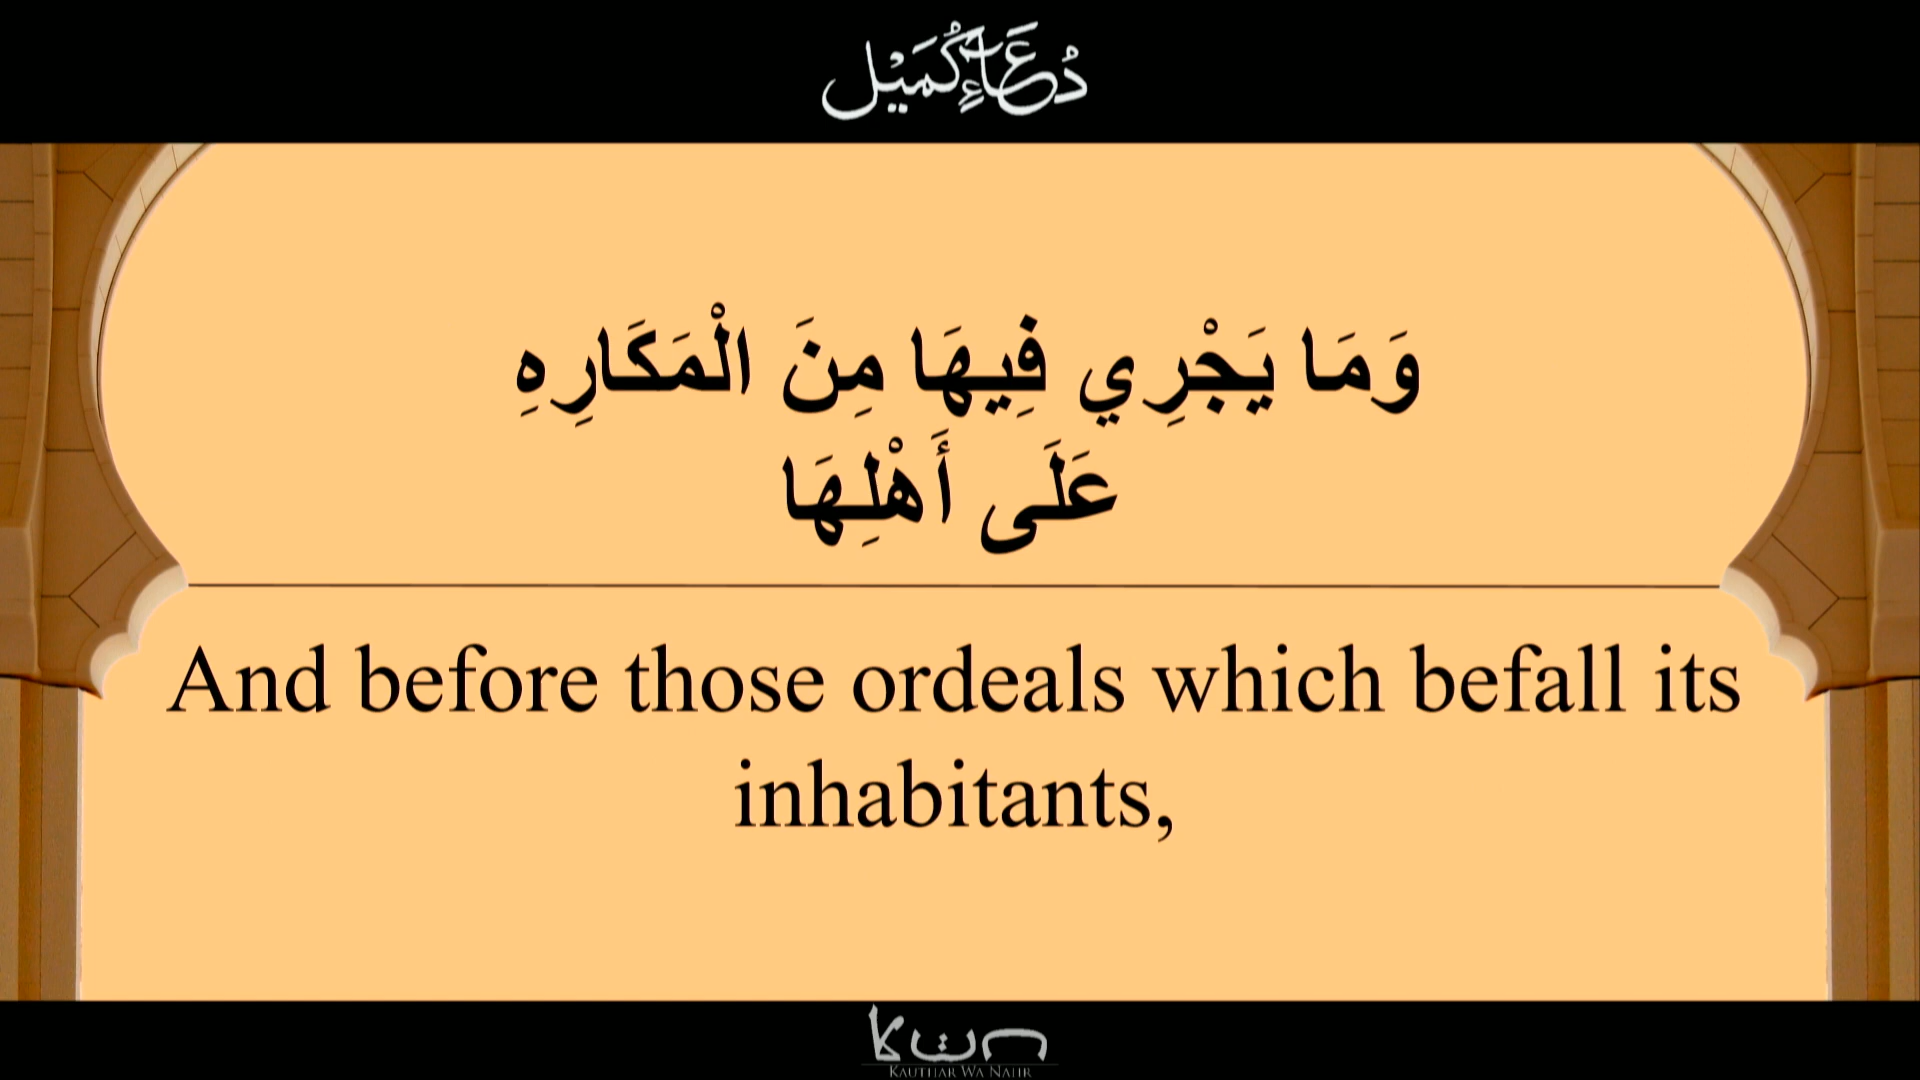 دُعَاءُ كُمَيْل
وَمَا يَجْرِي فِيهَا مِنَ الْمَكَارِهِ
عَلَى أَهْلِهَا
And before those ordeals which befall its
inhabitants,
kwn
KAUTHAR WA NAHR